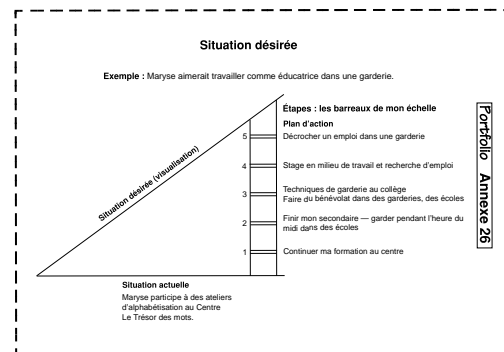 Situation désirée
Exemple : Maryse aimerait travailler comme éducatrice dans une garderie.
Étapes : les barreaux de mon échelle
Plan d'action
5 Décrocher un emploi dans une garderie
4 Stage en milieu de travail et recherche d'emploi
3 Techniques de garderie au collège
Faire du bénévolat dans des garderies, des écoles
2 Finir mon secondaire — garder pendant l'heure du
midi dans des écoles
1 Continuer ma formation au centre
Situation désirée (visualisation)
Situation actuelle
Maryse participe à des ateliers
d'alphabétisation au Centre
Le Trésor des mots.
Portfolio Annexe 26